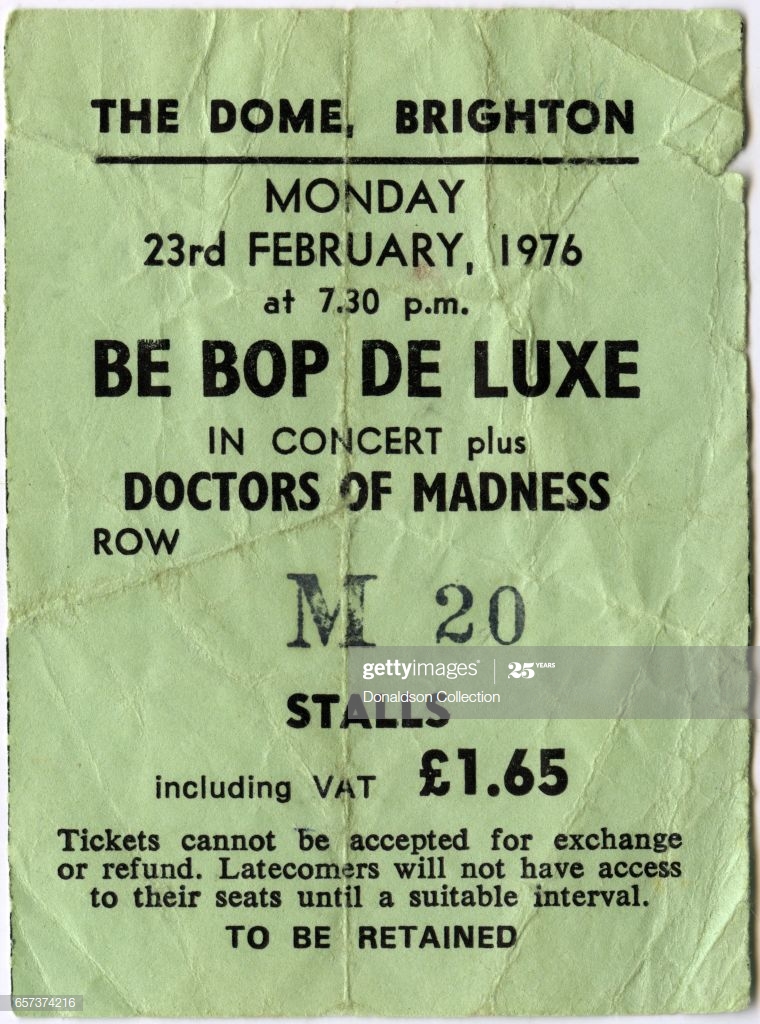 THE DOME, BRIGHTON
MONDAY
23rd FEBRUARY, 1976
at 7.30 p.m.
BE BOP DE LUXE
IN CONCERT plus
DOCTORS OF MADNESS
ROW
M 20
gettyimages 25 YEARS
Donaldson Collection
STALLS
including VAT £1.65
Tickets cannot be accepted for exchange
or refund. Latecomers will not have access
to their seats until a suitable interval.
TO BE RETAINED
657374216